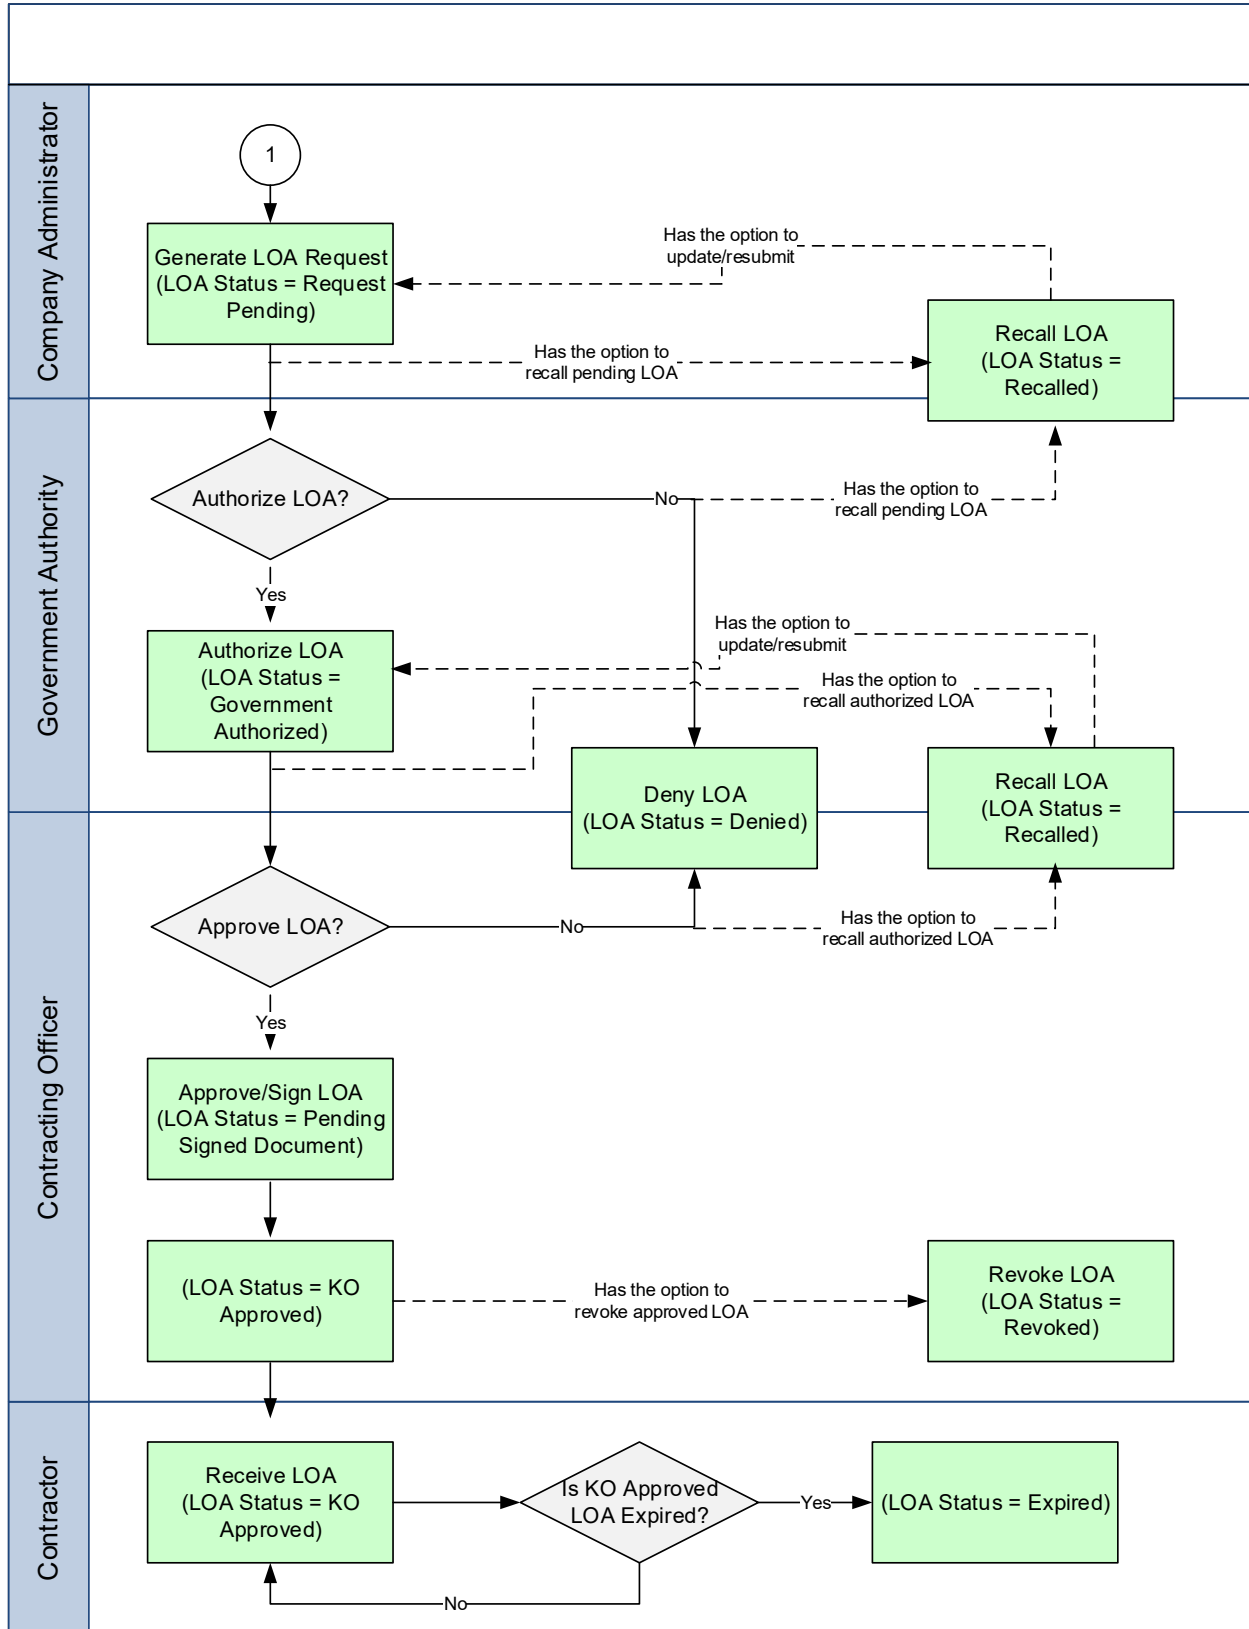 Company Administrator
1
Generate LOA Request
(LOA Status = Request
Pending)
Has the option to
update/resubmit
Has the option to
recall pending LOA
Recall LOA
(LOA Status =
Recalled)
Government Authority
Authorize LOA?
No
Has the option to
recall pending LOA
Yes
Authorize LOA
(LOA Status =
Government
Authorized)
Has the option to
update/resubmit
Has the option to
recall authorized LOA
Deny LOA
(LOA Status = Denied)
Recall LOA
(LOA Status =
Recalled)
Contracting Officer
Approve LOA?
No
Has the option to
recall authorized LOA
Yes
Approve/Sign LOA
(LOA Status = Pending
Signed Document)
(LOA Status = KO
Approved)
Has the option to
revoke approved LOA
Revoke LOA
(LOA Status =
Revoked)
Contractor
Receive LOA
(LOA Status = KO
Approved)
Is KO Approved
LOA Expired?
Yes
(LOA Status = Expired)
No